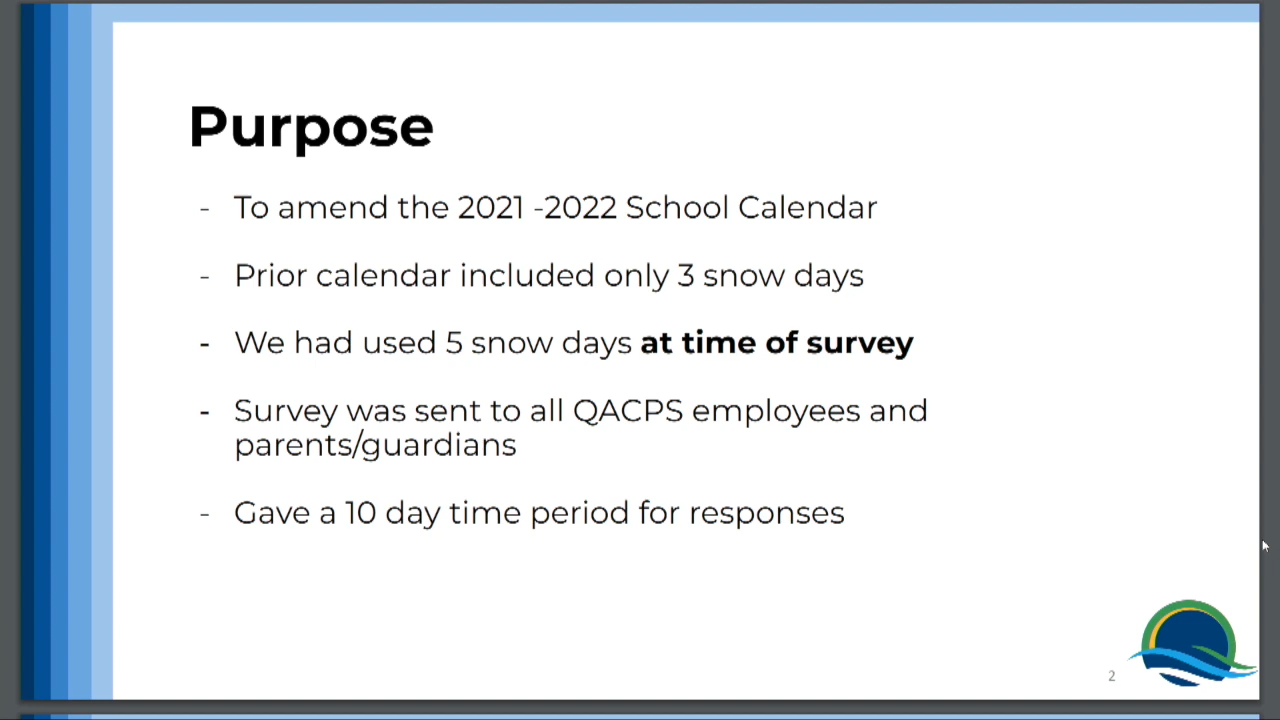 Purpose
- To amend the 2021 -2022 School Calendar
- Prior calendar included only 3 snow days
- We had used 5 snow days at time of survey
- Survey was sent to all QACPS employees and
parents/guardians
- Gave a 10 day time period for responses
2